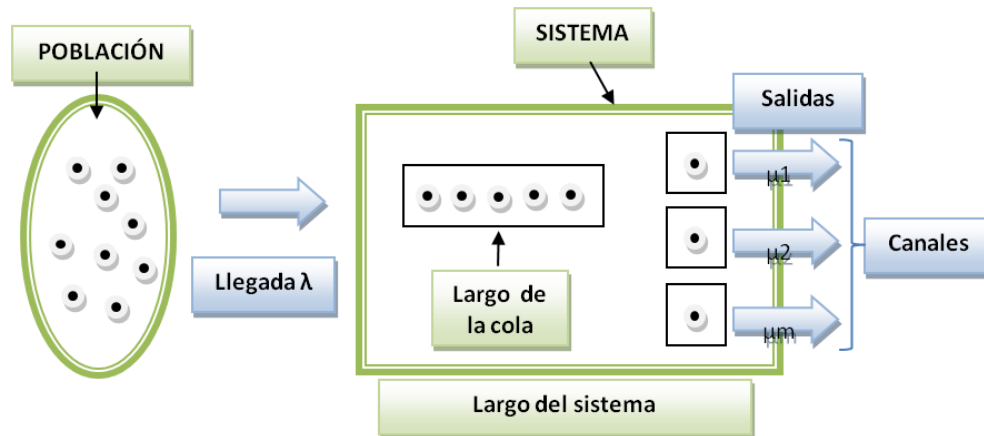 POBLACIÓN
SISTEMA
Salidas
µ1
Llegada λ
µ2
Canales
Largo de
la cola
µm
Largo del sistema